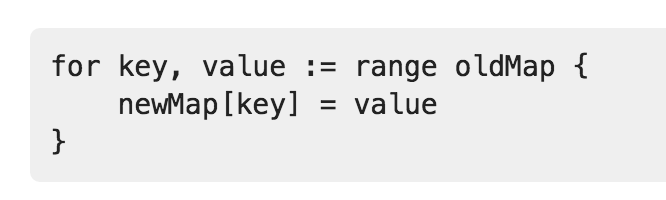 for key, value := range oldMap {
    newMap[key] = value
}